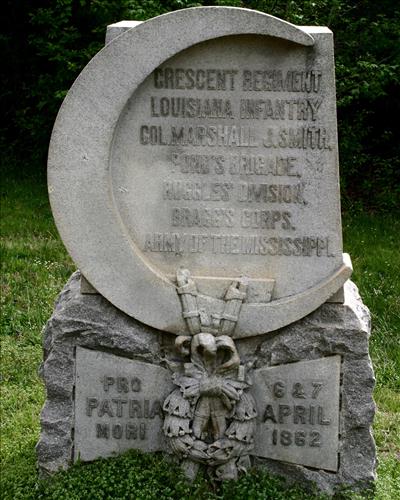 CRESCENT REGIMENT
LOUISIANA INFANTRY
COL. MARSHALL J. SMITH,
POND'S BRIGADE,
RUGGLES' DIVISION,
BRAGG'S CORPS.
ARMY OF THE MISSISSIPPI.
PRO
PATRIA
MORI
6 & 7
APRIL
1862